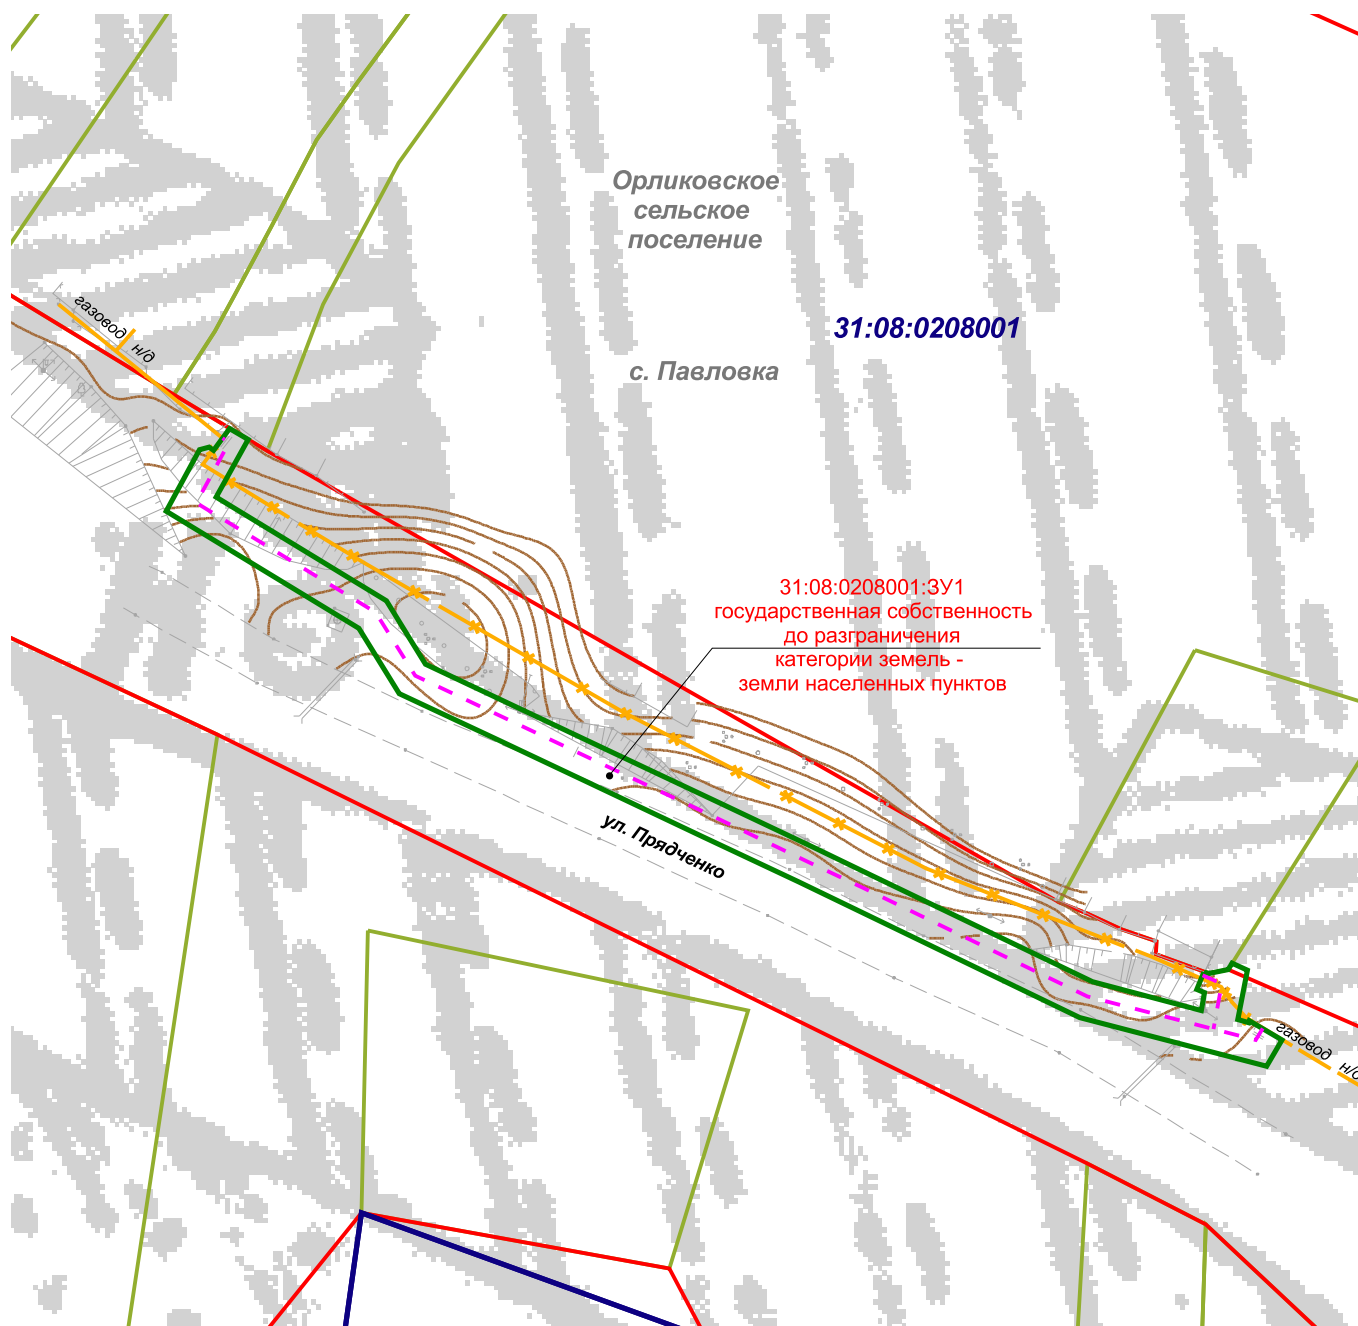 Орликовское
сельское
поселение
31:08:0208001
с. Павловка
газовод н/д
31:08:0208001:ЗУ1
государственная собственность
до разграничения
категории земель -
земли населенных пунктов
ул. Прядченко
газовод н/д